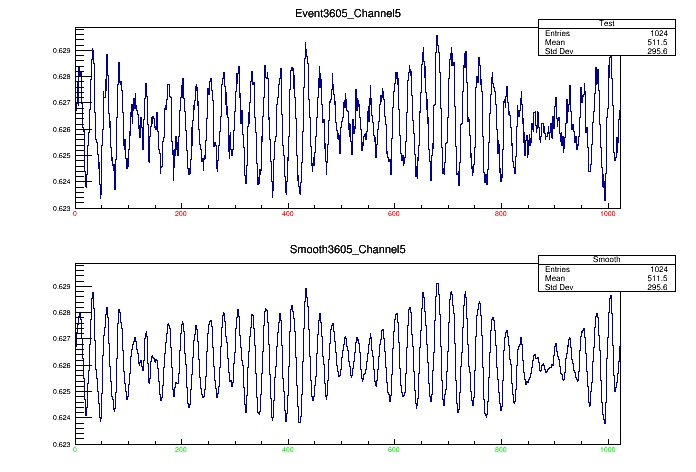 Event3605_Channel5
Test
Entries 1024
Mean 511.5
Std Dev 295.6
0.629
0.628
0.627
0.626
0.625
0.624
0.623
0 200 400 600 800 1000
Smooth3605_Channel5
Smooth
Entries 1024
Mean 511.5
Std Dev 295.6
0.629
0.628
0.627
0.626
0.625
0.624
0.623
0 200 400 600 800 1000